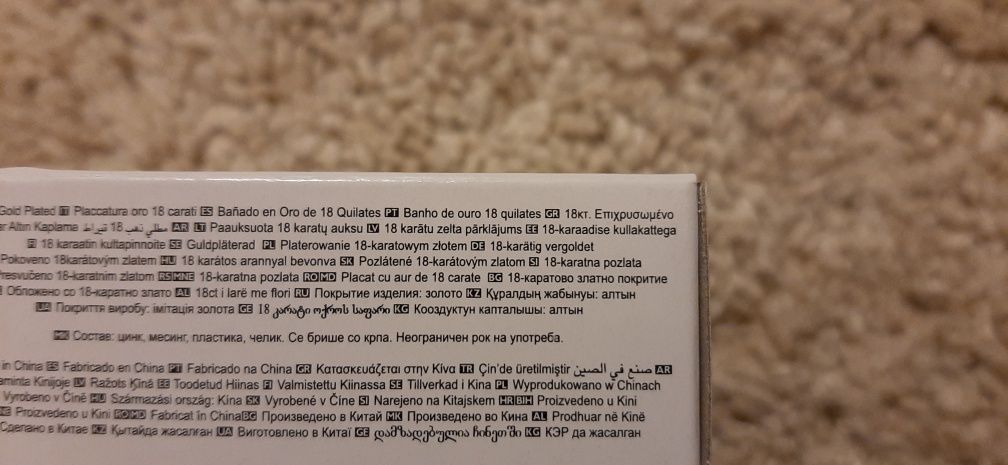 Gold Plated IT Placcatura oro 18 carati ES Bañado en Oro de 18 Quilates PT Banho de ouro 18 quilates GR 18κτ. Επιχρυσωμένο
Altın Kaplama مطلي بذهب 18 قيراط AR LT Paauksuota 18 karatų auksu LV 18 karātu zelta pārklājums EE 18-karaadise kullakattega
FI 18 karaatin kultapinnoite SE Guldpläterad PL Platerowanie 18-karatowym złotem DE 18-karätig vergoldet
Pokoveno 18karátovým zlatem HU 18 karátos arannyal bevonva SK Pozlátené 18-karátovým zlatom SI 18-karatna pozlata
presvučeno 18-karatnim zlatom RS MNE 18-karatna pozlata RO MD Placat cu aur de 18 carate BG 18-каратово златно покритие
Обложено со 18-каратно злато AL 18ct i larë me flori RU Покрытие изделия: золото KZ Құралдың жабынуы: алтын
UA Покриття виробу: імітація золота GE 18 კარატი ოქროს საფარი KG Кооздуктун капталышы: алтын
MK Состав: цинк, месинг, пластика, челик. Се брише со крпа. Неограничен рок на употреба.
in China ES Fabricado en China PT Fabricado na China GR Κατασκευάζεται στην Κίνα TR Çin'de üretilmiştir صنع في الصين AR
Kinijoje LV Ražots Ķīnā EE Toodetud Hiinas FI Valmistettu Kiinassa SE Tillverkad i Kina PL Wyprodukowano w Chinach
Vyrobeno v Číně HU Származási ország: Kína SK Vyrobené v Číne SI Narejeno na Kitajskem HR BIH Proizvedeno u Kini
Proizvedeno u Kini RO MD Fabricat în China BG Произведено в Китай MK Произведено во Кина AL Prodhuar në Kinë
Сделано в Китае KZ Қытайда жасалған UA Виготовлено в Китаї GE დამზადებულია ჩინეთში KG КЭР да жасалган